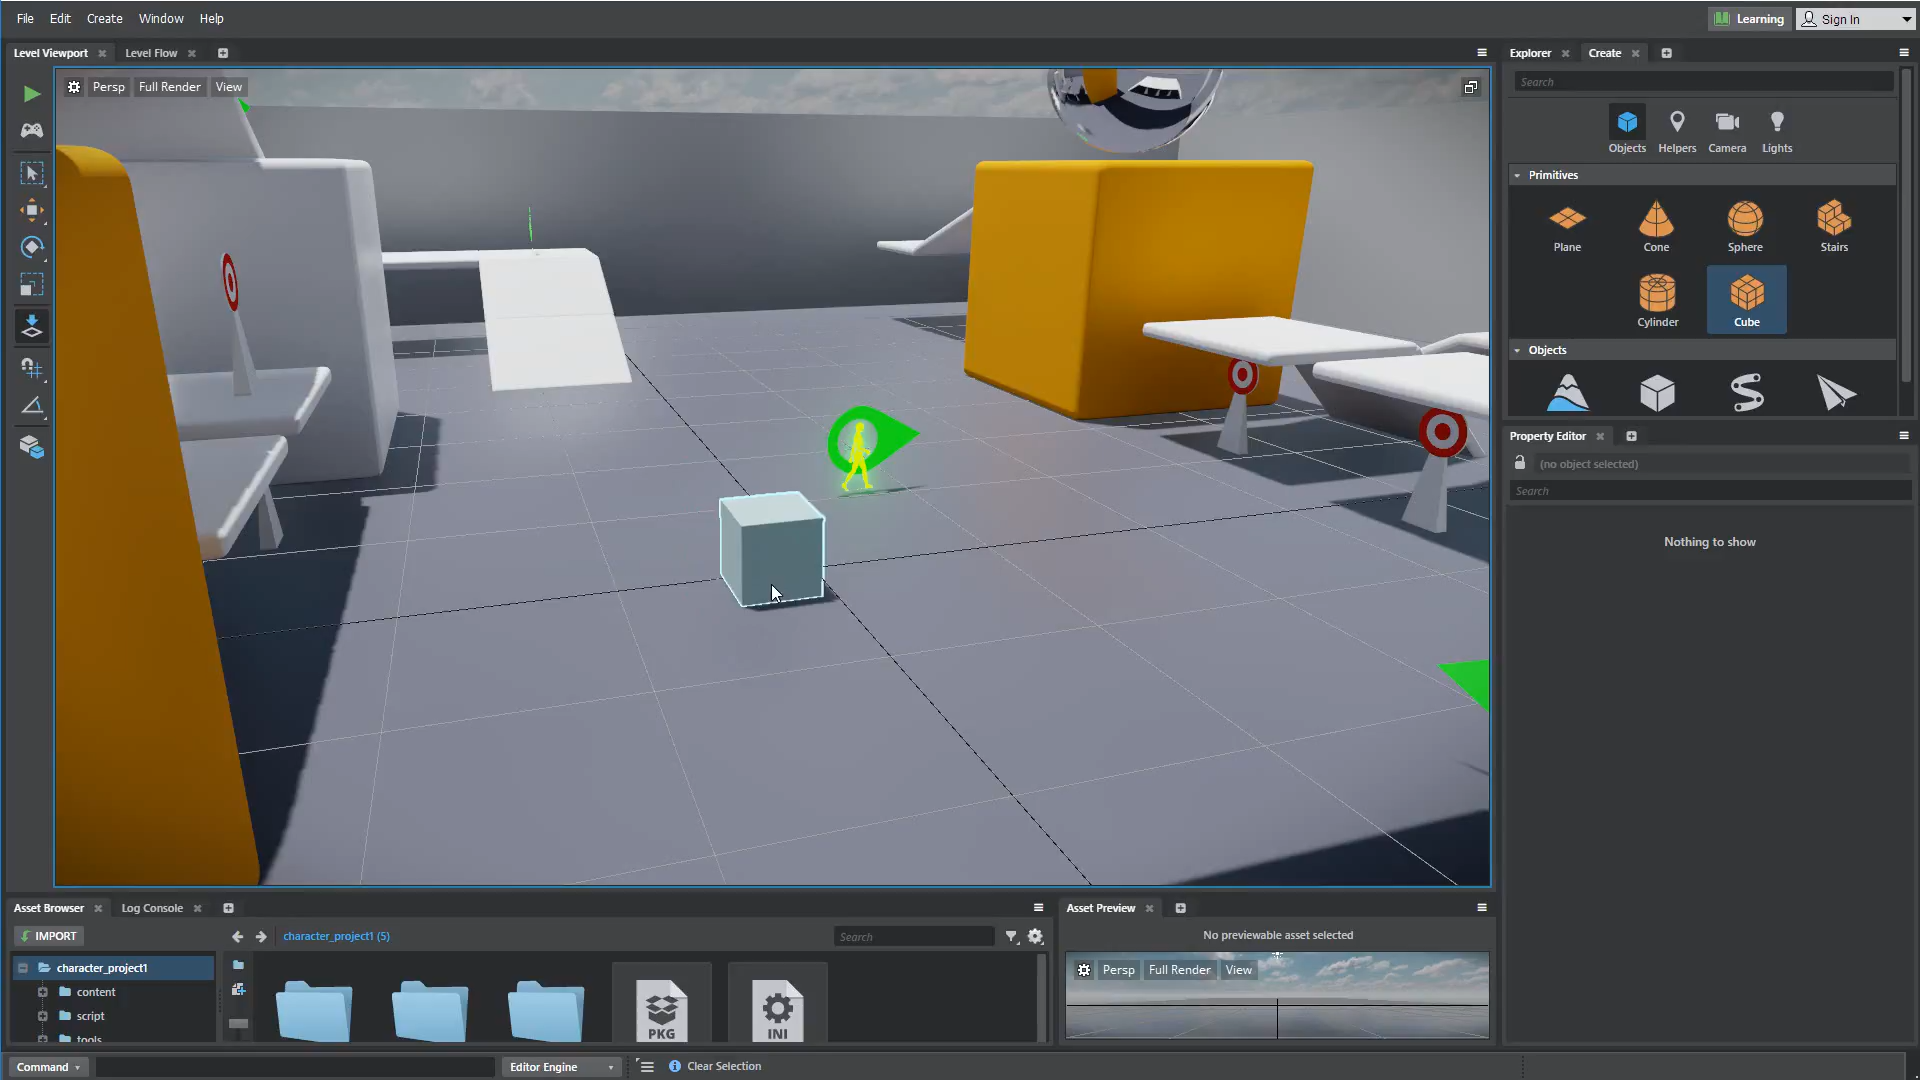 File Edit Create Window Help
Learning Sign In
Level Viewport Level Flow
Persp Full Render View
Explorer Create
Search
Objects Helpers Camera Lights
Primitives
Plane Cone Sphere Stairs
Cylinder Cube
Objects
Property Editor
(no object selected)
Search
Nothing to show
Asset Browser Log Console
IMPORT
character_project1 (5)
Search
character_project1
content
script
tools
PKG INI
Asset Preview
No previewable asset selected
Persp Full Render View
Command Editor Engine Clear Selection